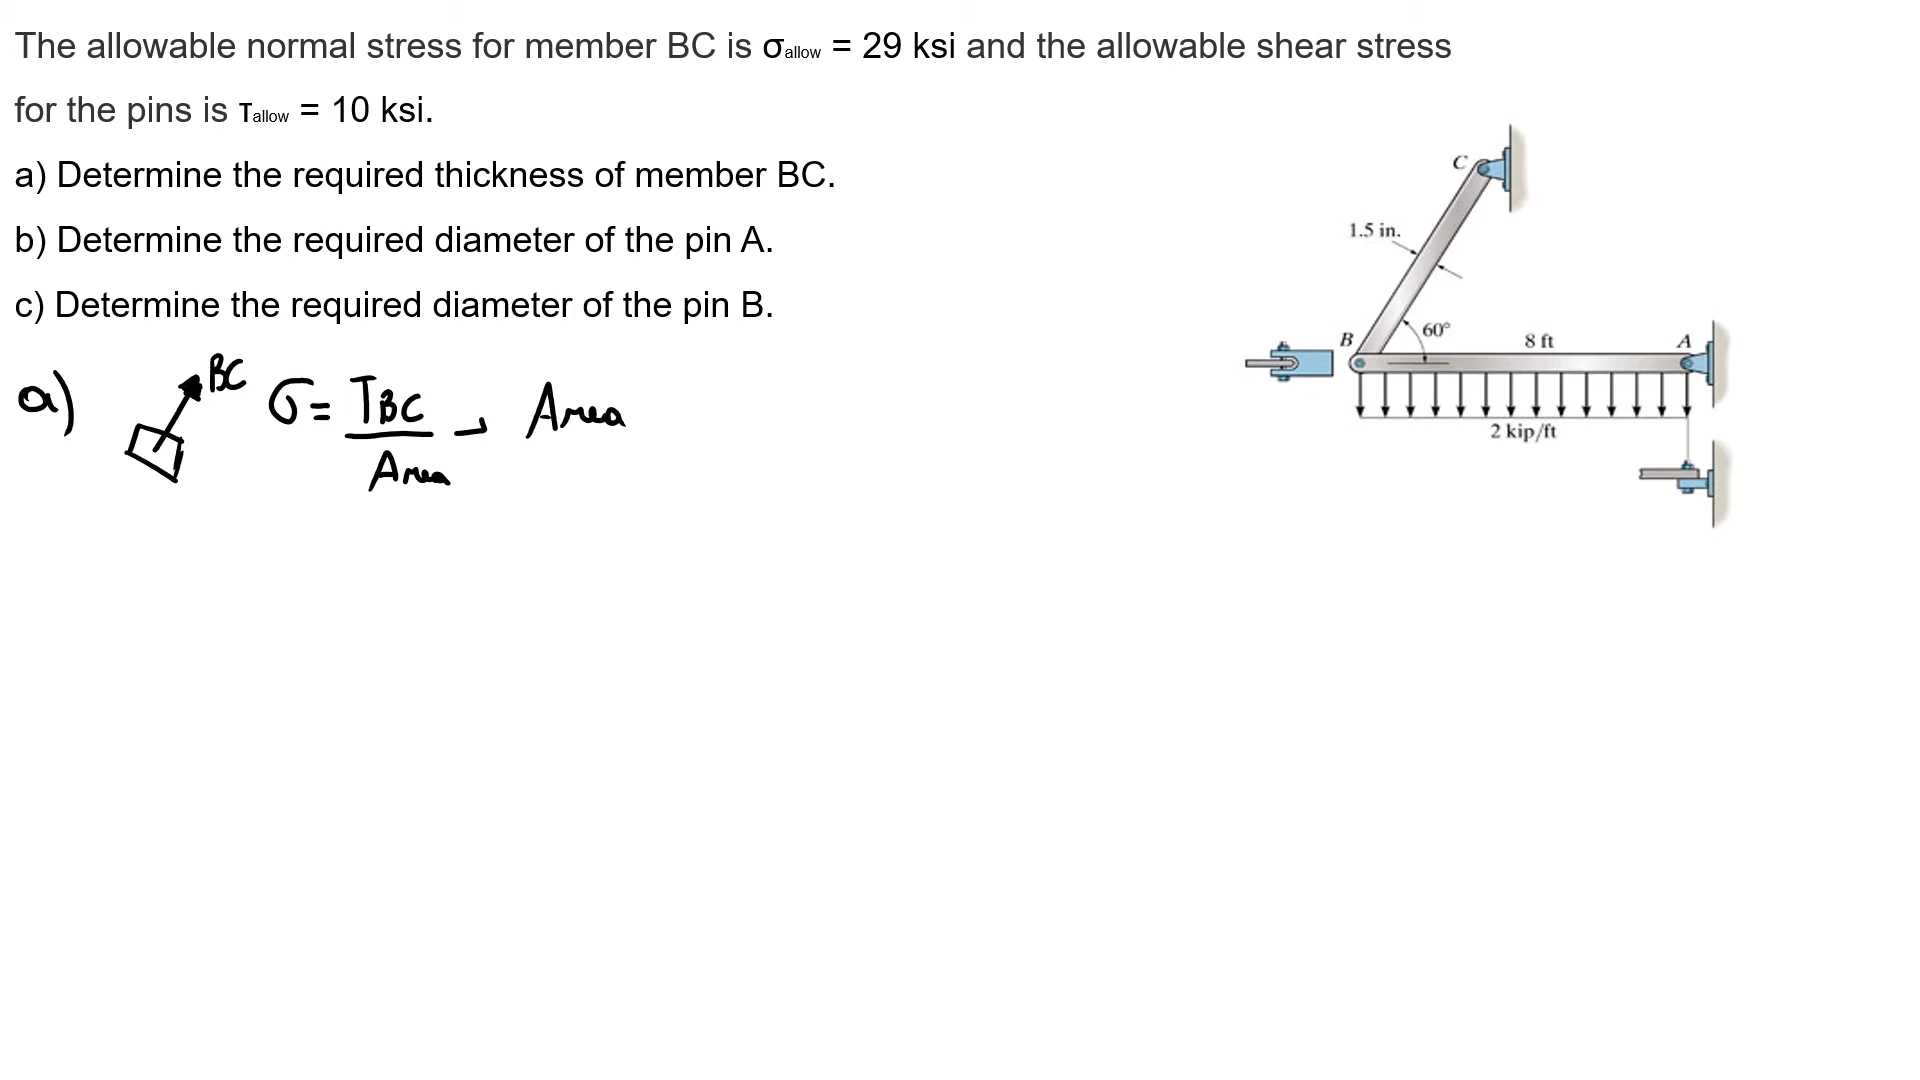 The allowable normal stress for member BC is σallow = 29 ksi and the allowable shear stress
for the pins is τallow = 10 ksi.
a) Determine the required thickness of member BC.
b) Determine the required diameter of the pin A.
c) Determine the required diameter of the pin B.
C
1.5 in.
60°
B
8 ft
A
2 kip/ft
a)
BC
σ = TBC
Area
→ Area